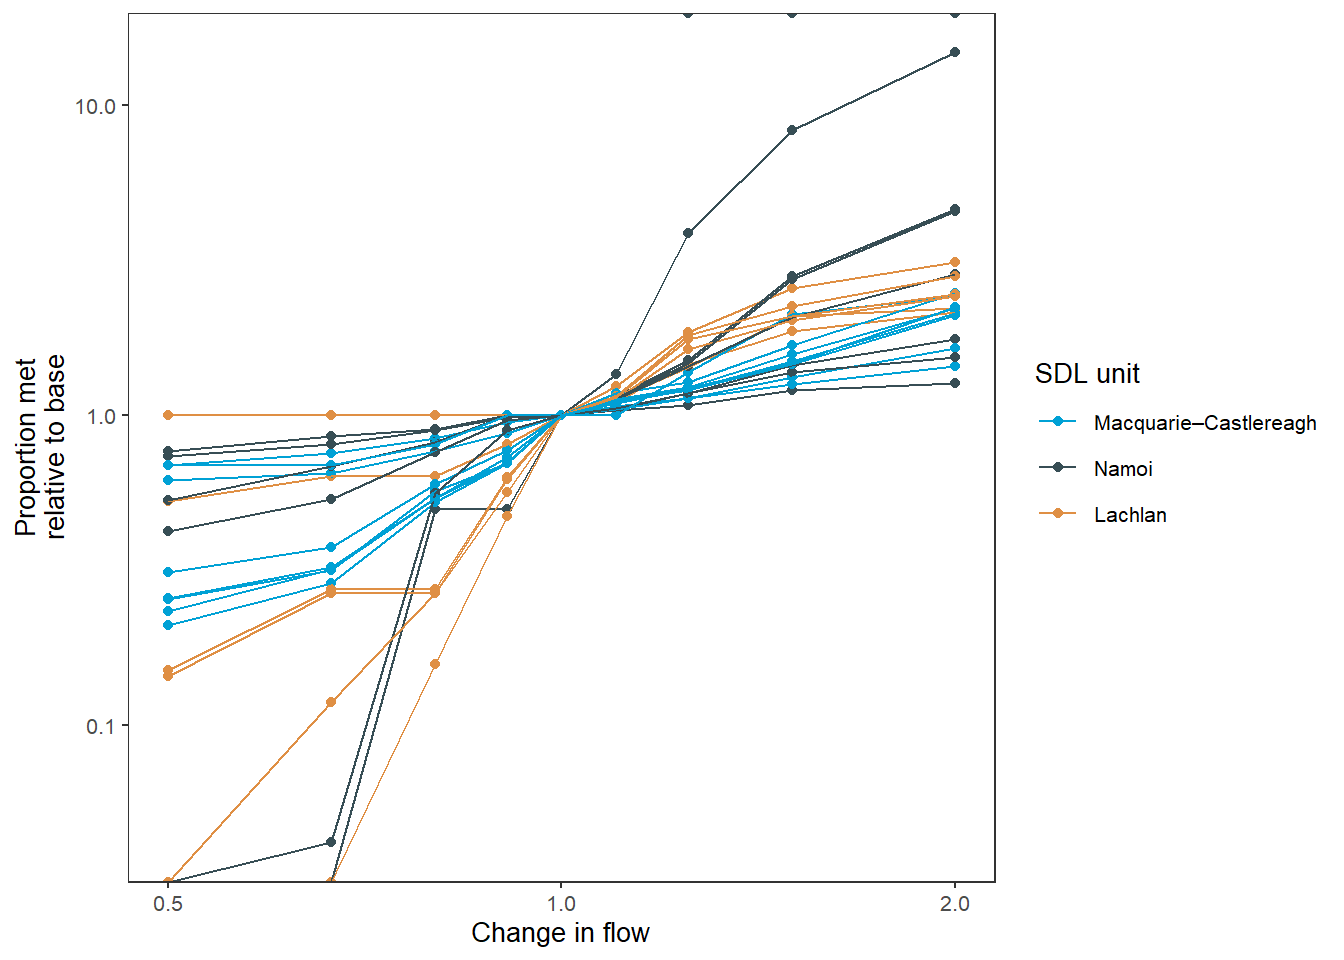 10.0
1.0
0.1
Proportion met
relative to base
0.5
1.0
2.0
Change in flow
SDL unit
Macquarie–Castlereagh
Namoi
Lachlan